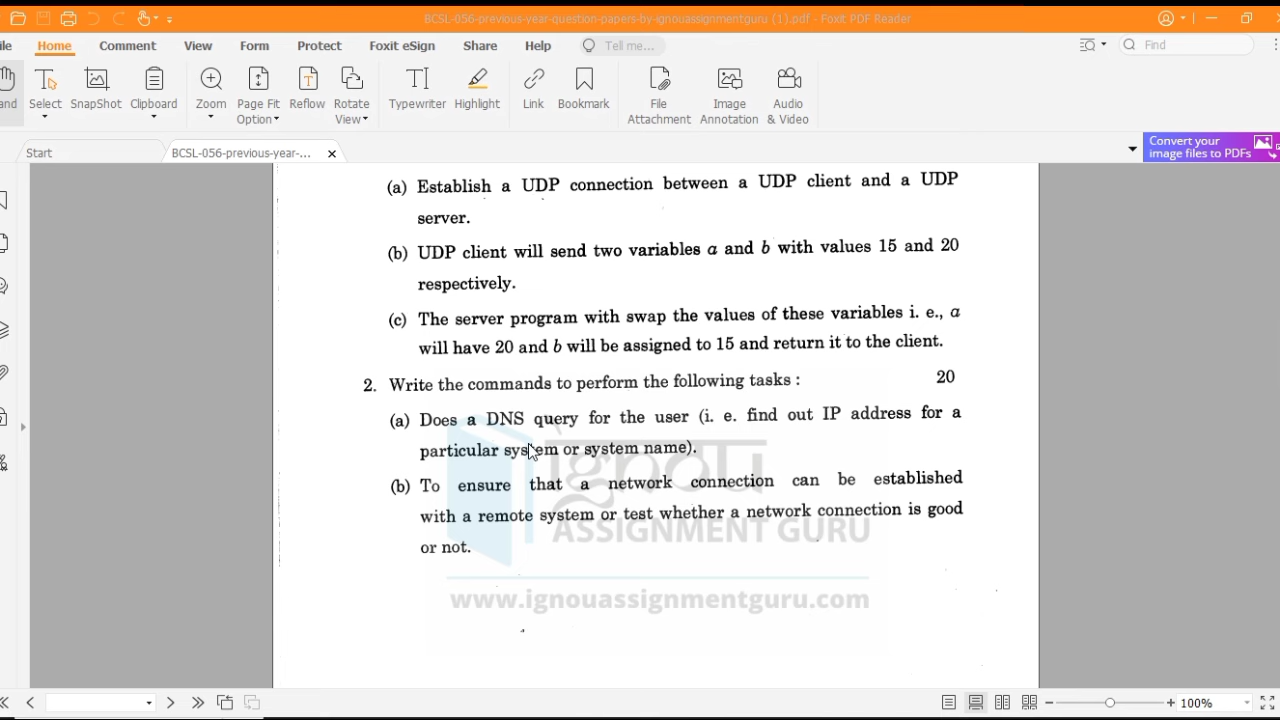 BCSL-056-previous-year-question-papers-by-ignouassignmentguru (1).pdf - Foxit PDF Reader
ile Home Comment View Form Protect Foxit eSign Share Help Tell me... Find
and Select SnapShot Clipboard Zoom Page Fit Option Reflow Rotate View Typewriter Highlight Link Bookmark File Attachment Image Annotation Audio & Video
Start BCSL-056-previous-year-... Convert your image files to PDFs
(a) Establish a UDP connection between a UDP client and a UDP
server.
(b) UDP client will send two variables a and b with values 15 and 20
respectively.
(c) The server program with swap the values of these variables i. e., a
will have 20 and b will be assigned to 15 and return it to the client.
2. Write the commands to perform the following tasks : 20
(a) Does a DNS query for the user (i. e. find out IP address for a
particular system or system name).
(b) To ensure that a network connection can be established
with a remote system or test whether a network connection is good
or not.
ignou
ASSIGNMENT GURU
www.ignouassignmentguru.com
100%